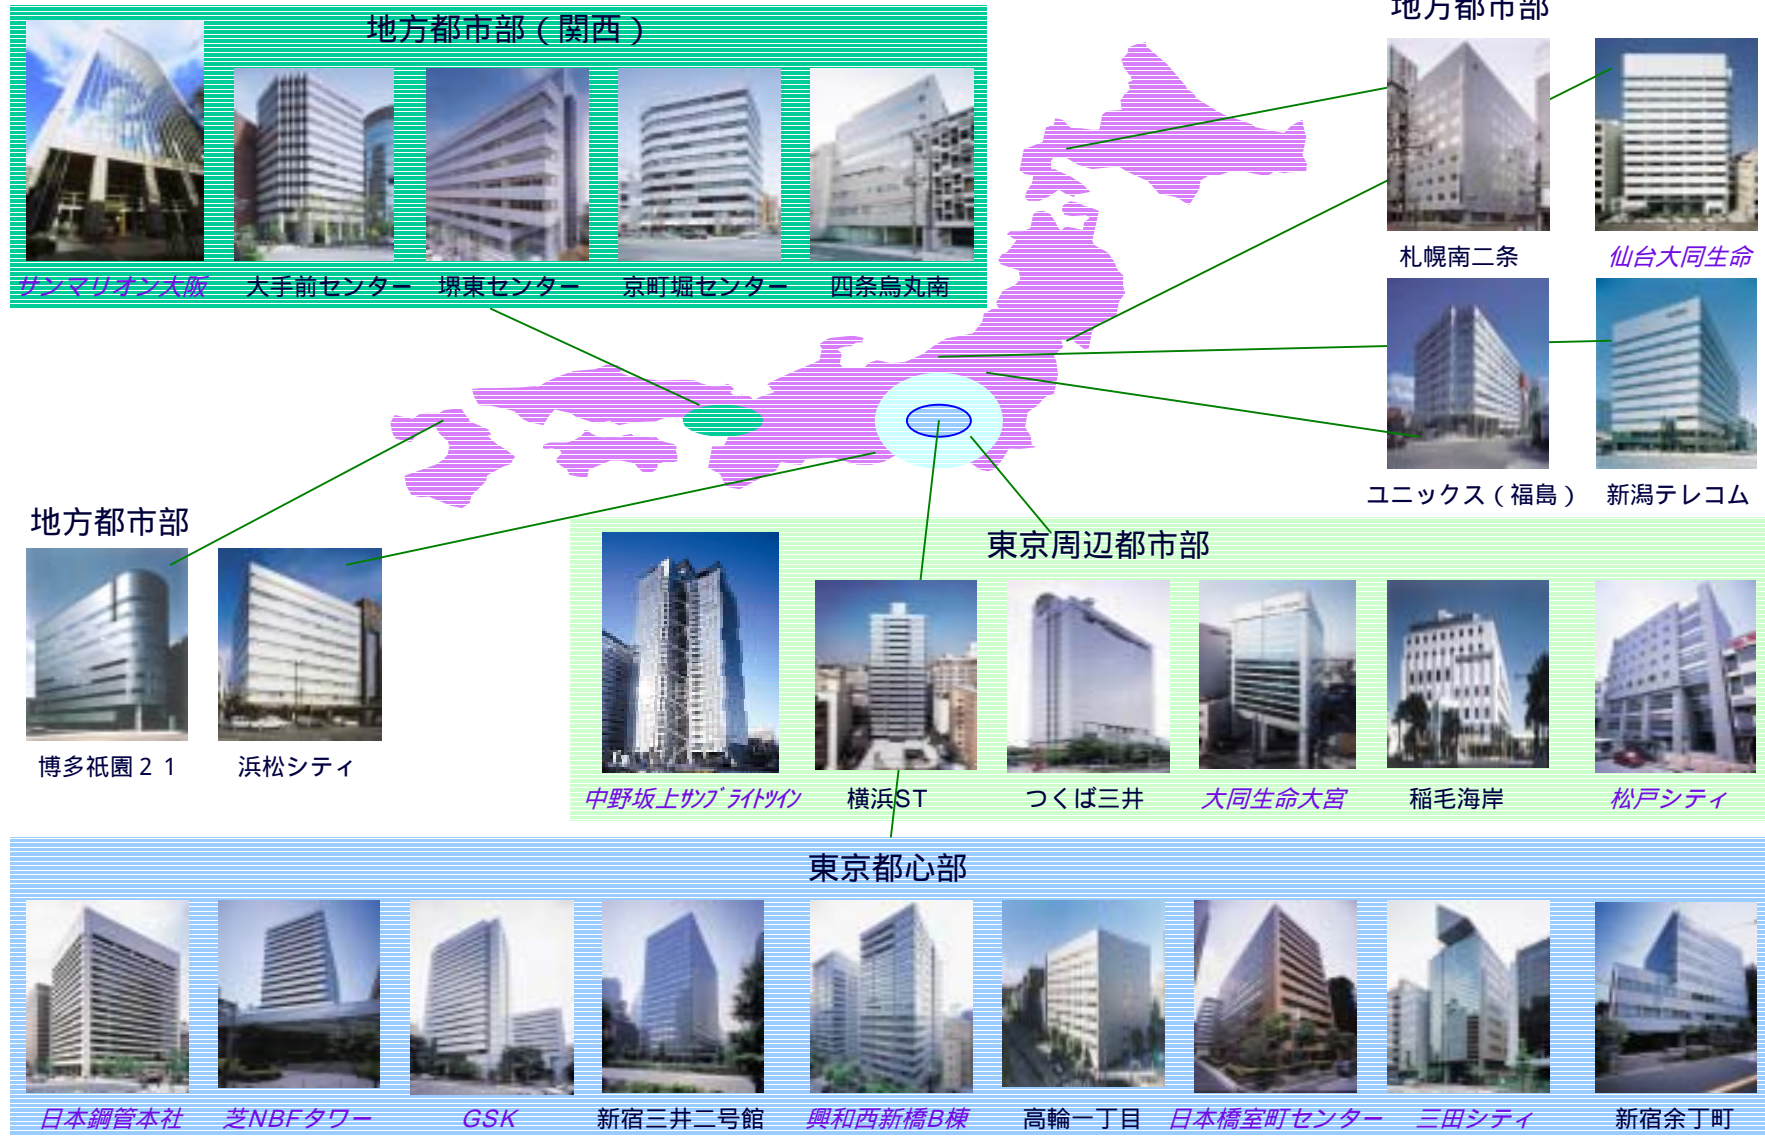 地方都市部（関西）
サンマリオン大阪
大手前センター
堺東センター
京町堀センター
四条烏丸南
地方都市部
札幌南二条
仙台大同生命
ユニックス（福島）
新潟テレコム
地方都市部
博多祇園２１
浜松シティ
東京周辺都市部
中野坂上ｻﾝﾌﾞﾗｲﾄﾂｲﾝ
横浜ST
つくば三井
大同生命大宮
稲毛海岸
松戸シティ
東京都心部
日本鋼管本社
芝NBFタワー
GSK
新宿三井二号館
興和西新橋B棟
高輪一丁目
日本橋室町センター
三田シティ
新宿余丁町